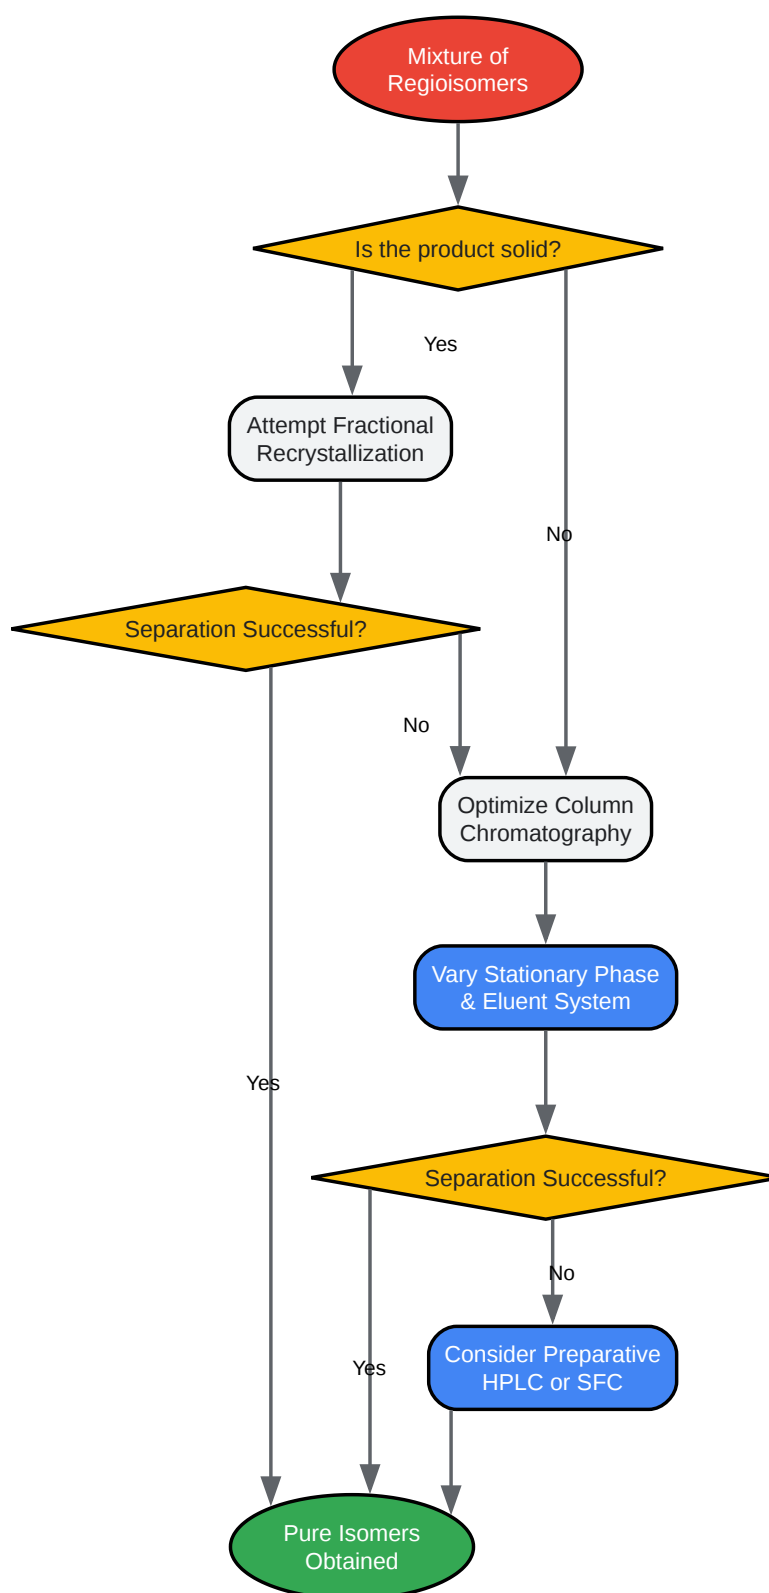 Mixture of
Regioisomers
Is the product solid?
Yes
Attempt Fractional
Recrystallization
No
Separation Successful?
No
Optimize Column
Chromatography
Vary Stationary Phase
& Eluent System
Yes
Separation Successful?
No
Consider Preparative
HPLC or SFC
Yes
Pure Isomers
Obtained